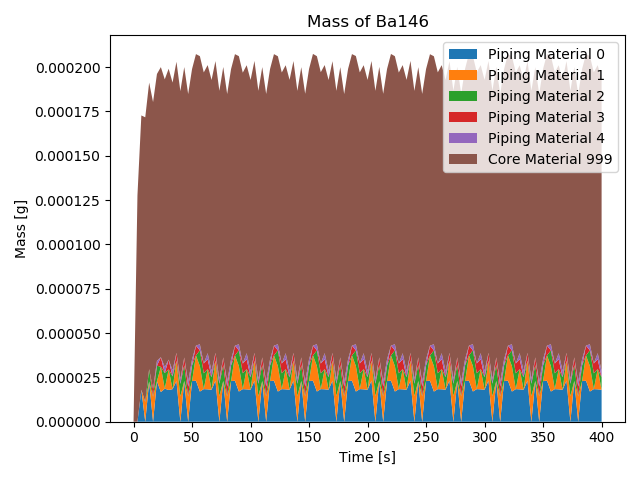 Mass of Ba146
Piping Material 0
Piping Material 1
Piping Material 2
Piping Material 3
Piping Material 4
Core Material 999
Mass [g]
0.000200
0.000175
0.000150
0.000125
0.000100
0.000075
0.000050
0.000025
0.000000
0 50 100 150 200 250 300 350 400
Time [s]